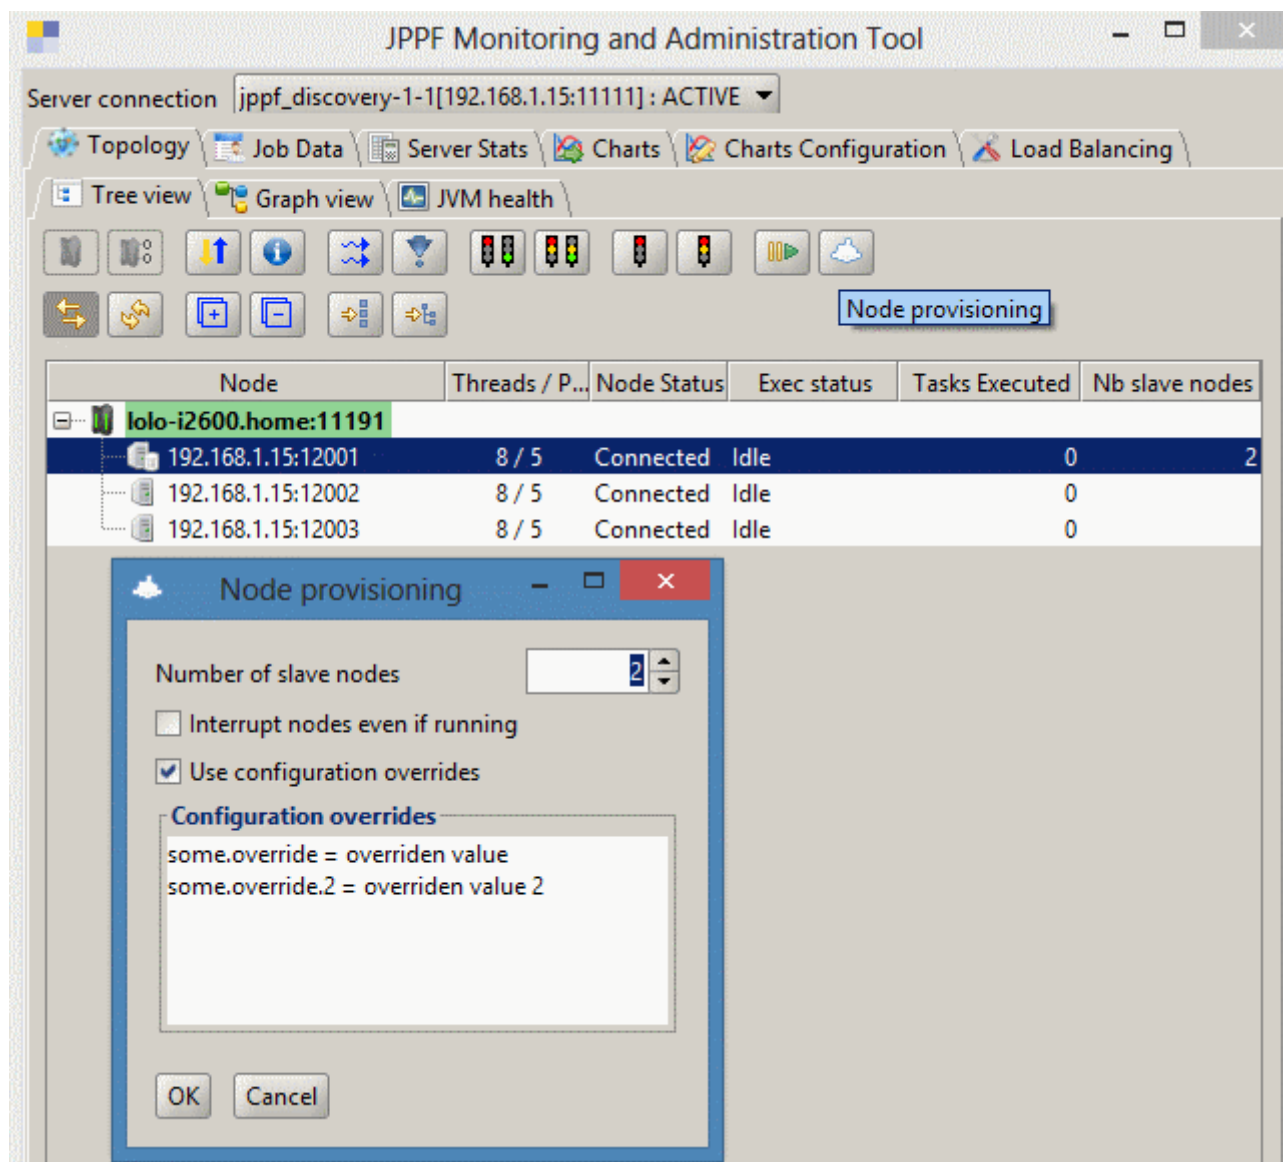 JPPF Monitoring and Administration Tool
Server connection jppf_discovery-1-1[192.168.1.15:11111] : ACTIVE
Topology Job Data Server Stats Charts Charts Configuration Load Balancing
Tree view Graph view JVM health
Node provisioning
Node Threads / P... Node Status Exec status Tasks Executed Nb slave nodes
lolo-i2600.home:11191
192.168.1.15:12001 8 / 5 Connected Idle 0 2
192.168.1.15:12002 8 / 5 Connected Idle 0
192.168.1.15:12003 8 / 5 Connected Idle 0
Node provisioning
Number of slave nodes 2
Interrupt nodes even if running
Use configuration overrides
Configuration overrides
some.override = overriden value
some.override.2 = overriden value 2
OK Cancel